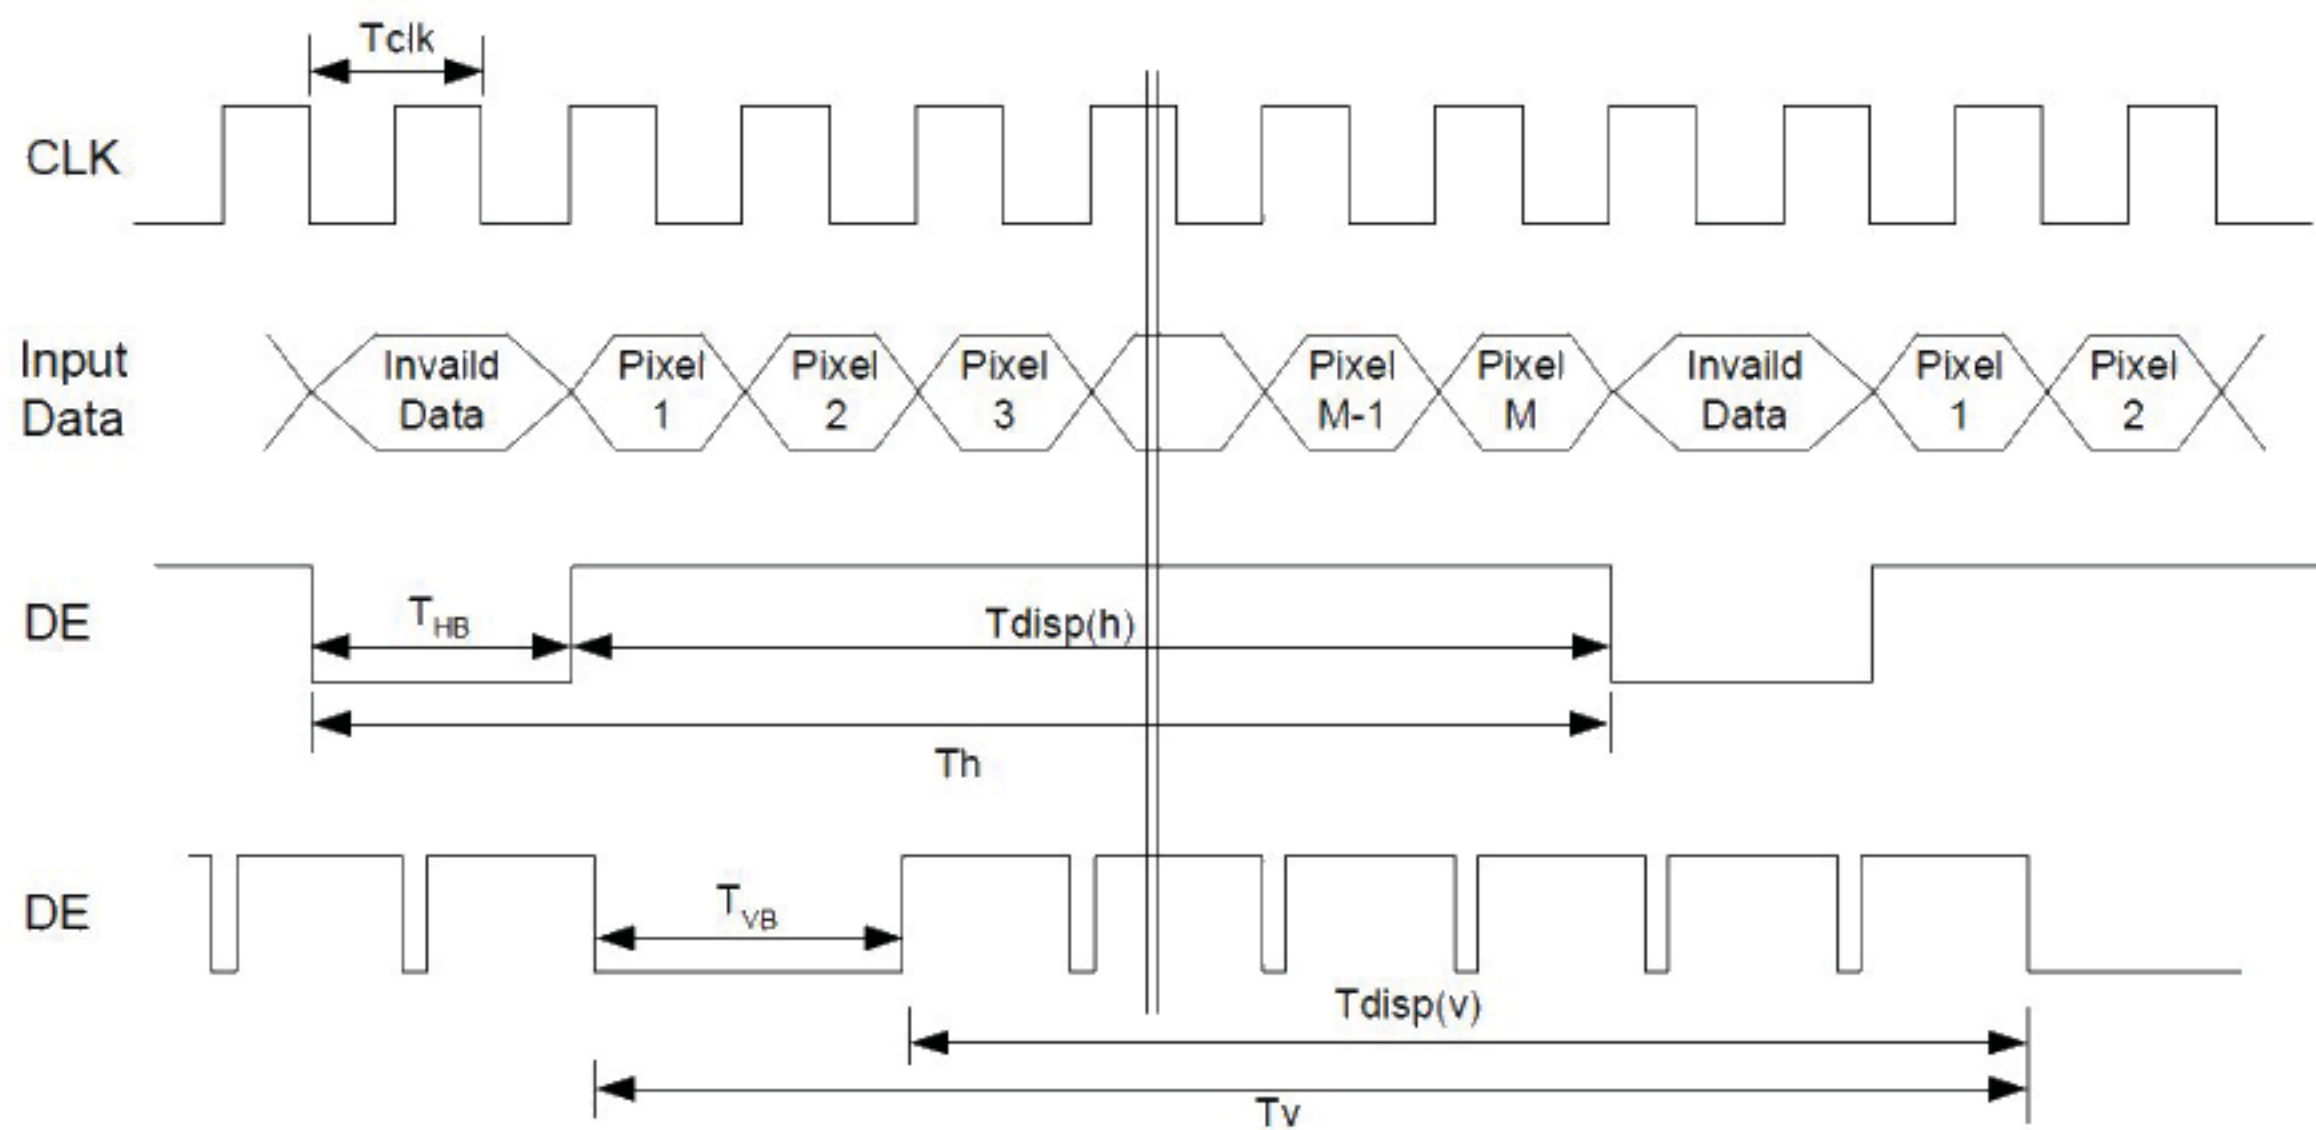 Tclk
CLK
Input
Data
Invaild
Data
Pixel
1
Pixel
2
Pixel
3
Pixel
M-1
Pixel
M
Invaild
Data
Pixel
1
Pixel
2
DE
THB
Tdisp(h)
Th
DE
TVB
Tdisp(v)
Tv